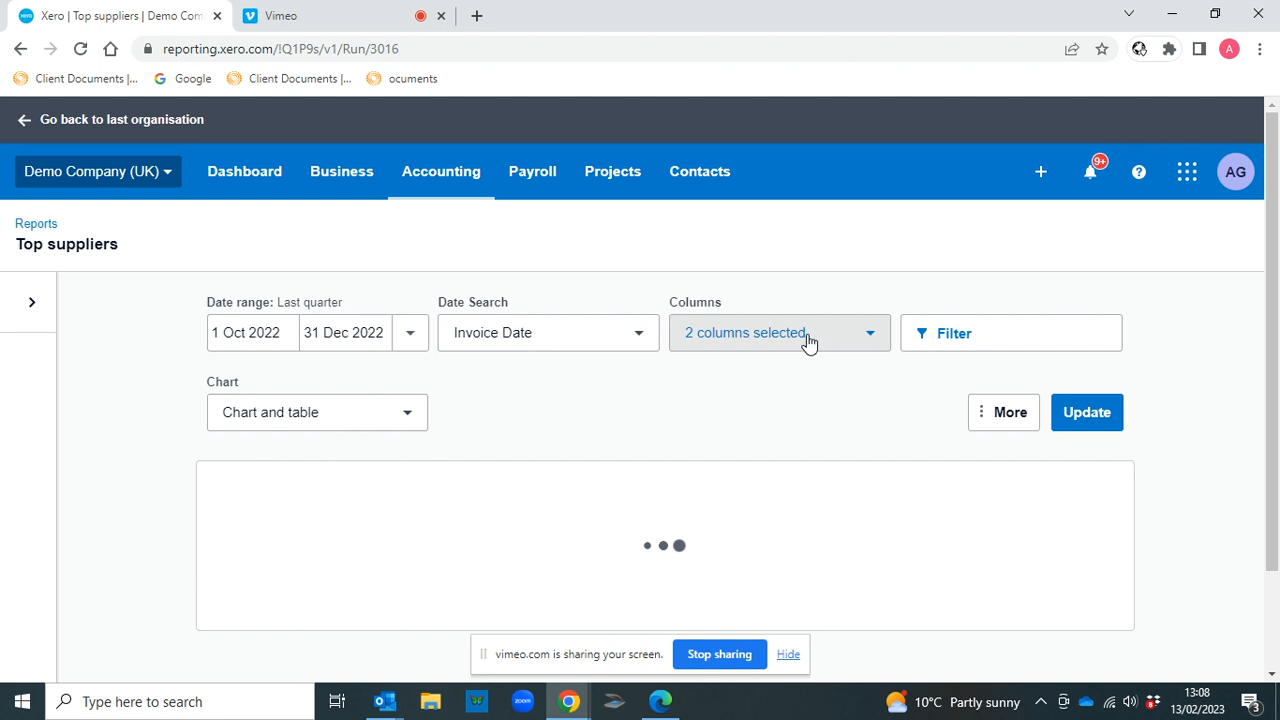 Xero | Top suppliers | Demo Com
Vimeo
reporting.xero.com/!Q1P9s/v1/Run/3016
A
Client Documents |...
Google
Client Documents |...
ocuments
Go back to last organisation
Demo Company (UK)
Dashboard
Business
Accounting
Payroll
Projects
Contacts
9+
AG
Reports
Top suppliers
Date range: Last quarter
Date Search
Columns
1 Oct 2022
31 Dec 2022
Invoice Date
2 columns selected
Filter
Chart
Chart and table
More
Update
vimeo.com is sharing your screen.
Stop sharing
Hide
Type here to search
zoom
10°C Partly sunny
13:08
13/02/2023
3